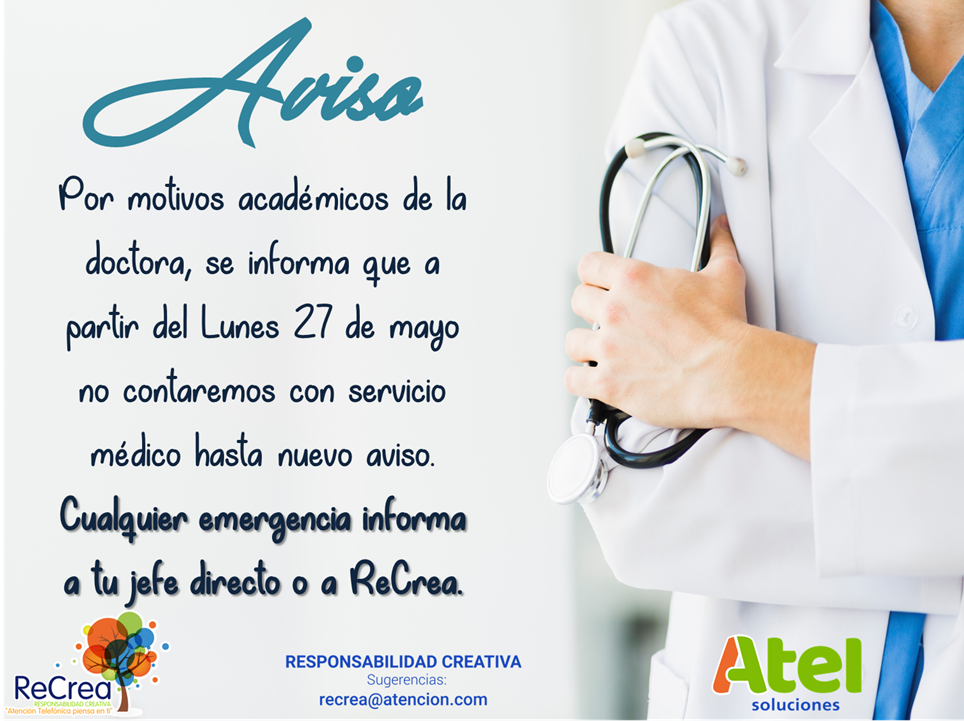 Aviso
Por motivos académicos de la
doctora, se informa que a
partir del Lunes 27 de mayo
no contaremos con servicio
médico hasta nuevo aviso.
Cualquier emergencia informa
a tu jefe directo o a ReCrea.
ReCrea
RESPONSABILIDAD CREATIVA
"Atención Telefónica piensa en ti"
RESPONSABILIDAD CREATIVA
Sugerencias:
recrea@atencion.com
Atel
soluciones